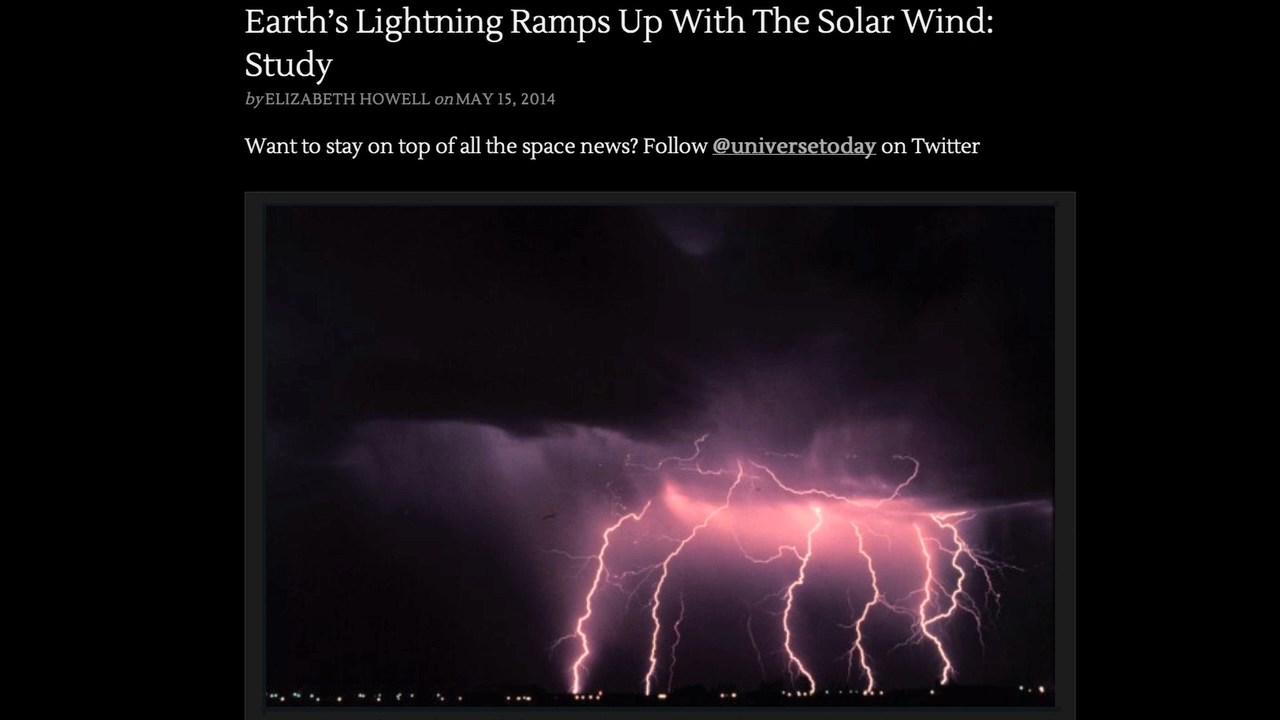 Earth’s Lightning Ramps Up With The Solar Wind:
Study
by ELIZABETH HOWELL on MAY 15, 2014
Want to stay on top of all the space news? Follow @universetoday on Twitter